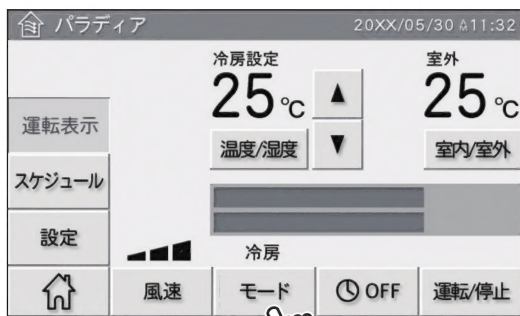 パラディア 20XX/05/30 A11:32
冷房設定 室外
25℃ ▲ 25℃
運転表示
温度/湿度 ▼ 室内/室外
スケジュール
設定
冷房
風速 モード OFF 運転/停止